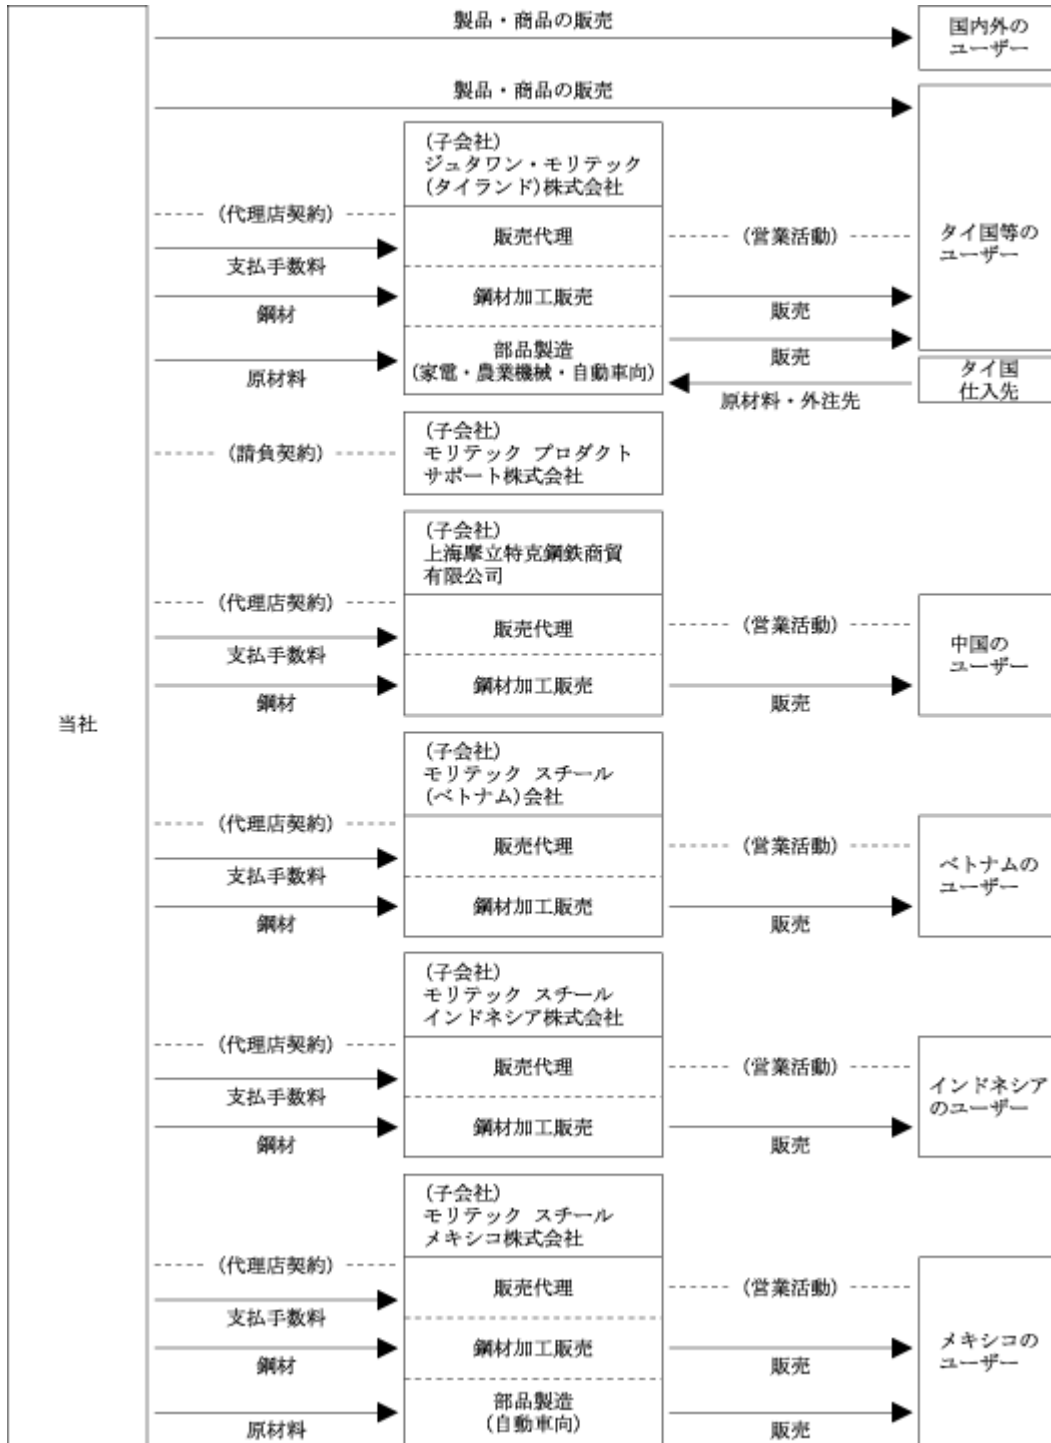 製品・商品の販売
国内外の
ユーザー
製品・商品の販売
(子会社)
ジュタワン・モリテック
(タイランド)株式会社
(代理店契約)
販売代理
(営業活動)
タイ国等の
ユーザー
支払手数料
鋼材加工販売
鋼材
販売
部品製造
(家電・農業機械・自動車向)
販売
原材料
タイ国
仕入先
原材料・外注先
(請負契約)
(子会社)
モリテック プロダクト
サポート株式会社
(子会社)
上海摩立特克鋼鉄商貿
有限公司
(代理店契約)
販売代理
(営業活動)
中国の
ユーザー
支払手数料
鋼材加工販売
鋼材
販売
当社
(子会社)
モリテック スチール
(ベトナム)会社
(代理店契約)
販売代理
(営業活動)
ベトナムの
ユーザー
支払手数料
鋼材加工販売
鋼材
販売
(子会社)
モリテック スチール
インドネシア株式会社
(代理店契約)
販売代理
(営業活動)
インドネシア
のユーザー
支払手数料
鋼材加工販売
鋼材
販売
(子会社)
モリテック スチール
メキシコ株式会社
(代理店契約)
販売代理
(営業活動)
支払手数料
メキシコの
ユーザー
鋼材加工販売
鋼材
販売
部品製造
(自動車向)
原材料
販売